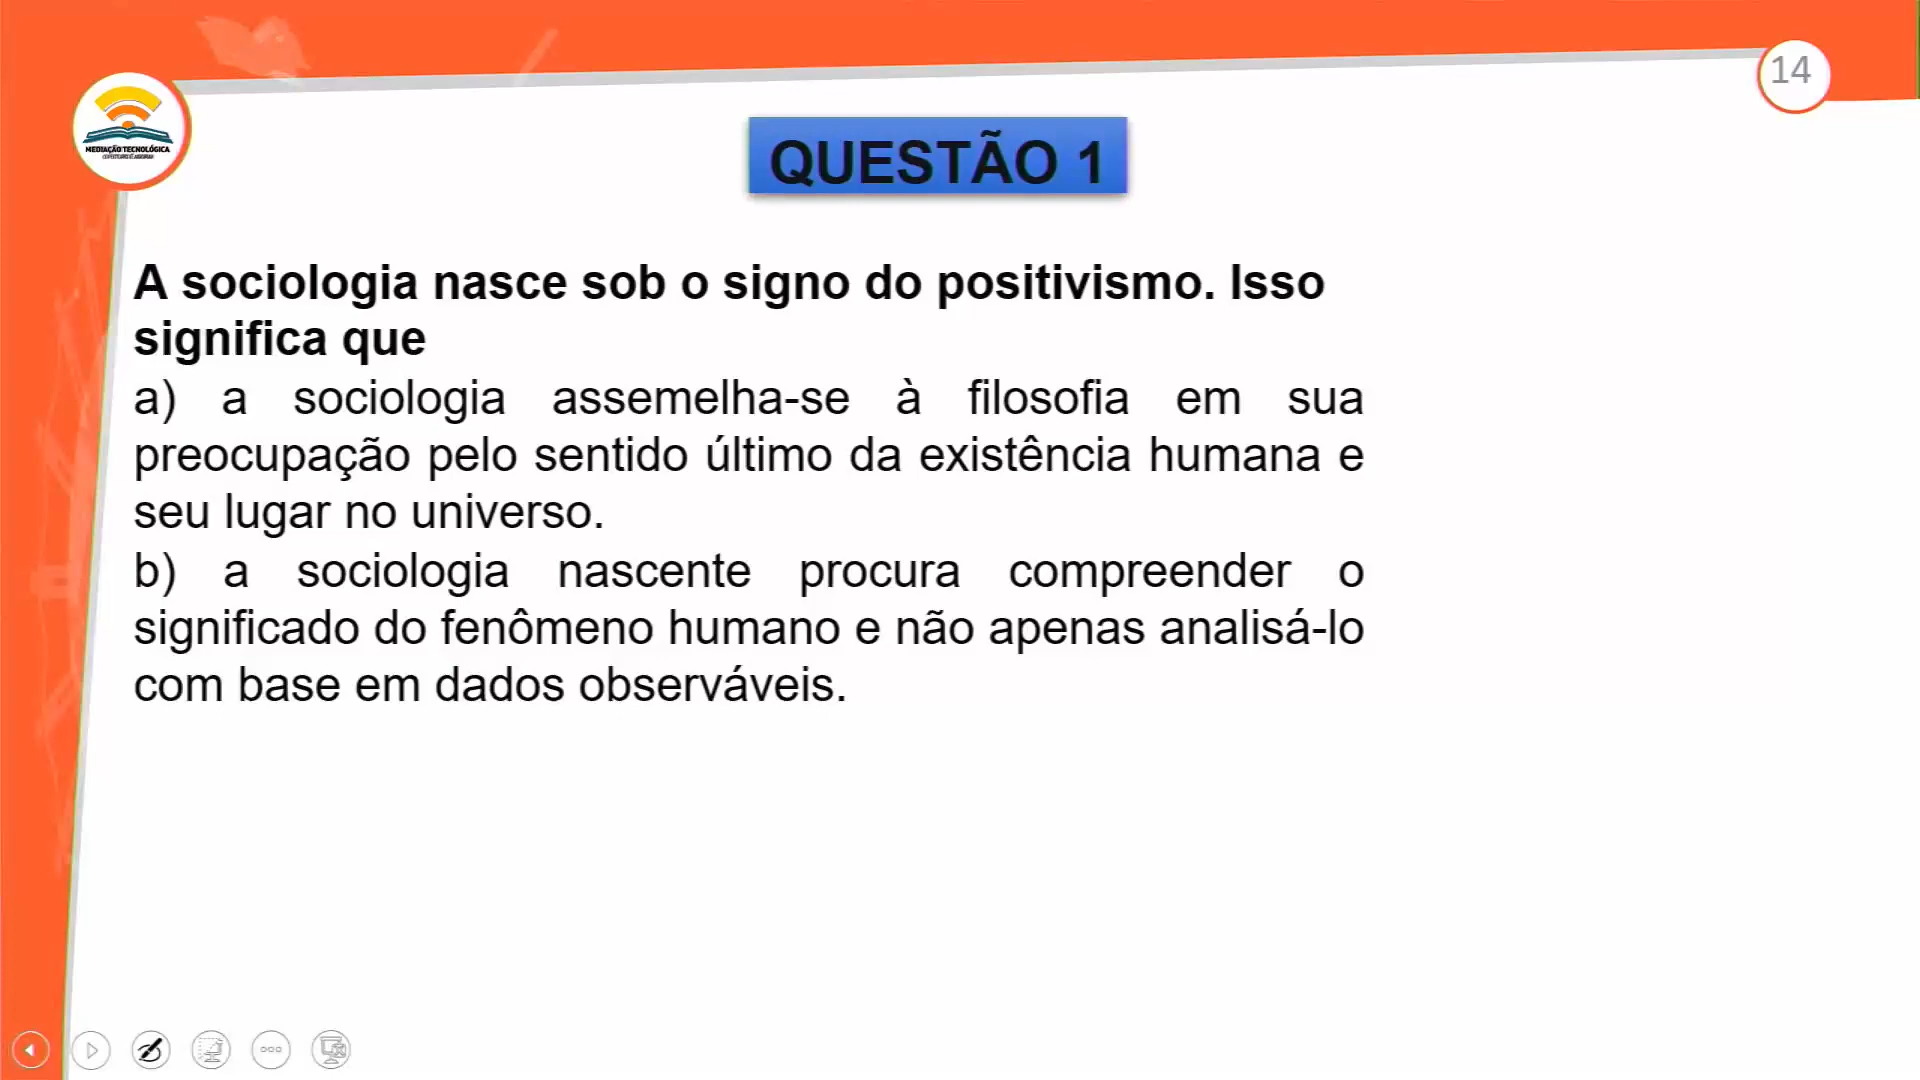 14
MEDIAÇÃO TECNOLÓGICA
QUESTÃO 1
A sociologia nasce sob o signo do positivismo. Isso
significa que
a) a sociologia assemelha-se à filosofia em sua
preocupação pelo sentido último da existência humana e
seu lugar no universo.
b) a sociologia nascente procura compreender o
significado do fenômeno humano e não apenas analisá-lo
com base em dados observáveis.